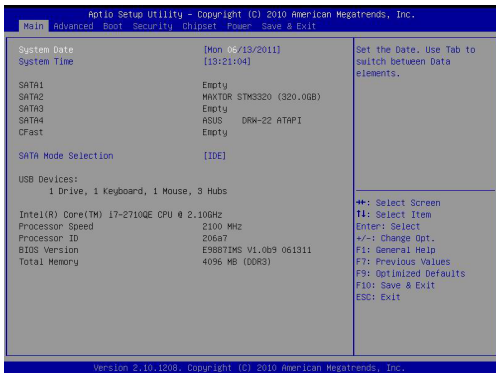 Aptio Setup Utility – Copyright (C) 2010 American Megatrends, Inc.
Main Advanced Boot Security Chipset Power Save & Exit
System Date [Mon 06/13/2011]
System Time [13:21:04]
SATA1 Empty
SATA2 MAXTOR STM3320 (320.0GB)
SATA3 Empty
SATA4 ASUS DRW-22 ATAPI
CFast Empty
SATA Mode Selection [IDE]
USB Devices:
1 Drive, 1 Keyboard, 1 Mouse, 3 Hubs
Intel(R) Core(TM) i7-2710QE CPU @ 2.10GHz
Processor Speed 2100 MHz
Processor ID 206a7
BIOS Version E9887IMS V1.0b9 061311
Total Memory 4096 MB (DDR3)
Set the Date. Use Tab to
switch between Data
elements.
→←: Select Screen
↑↓: Select Item
Enter: Select
+/-: Change Opt.
F1: General Help
F7: Previous Values
F9: Optimized Defaults
F10: Save & Exit
ESC: Exit
Version 2.10.1208. Copyright (C) 2010 American Megatrends, Inc.